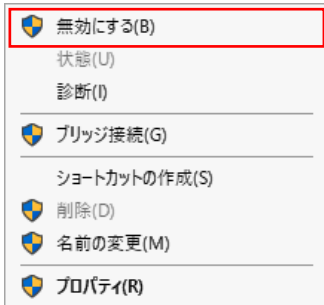 無効にする(B)
状態(U)
診断(I)
ブリッジ接続(G)
ショートカットの作成(S)
削除(D)
名前の変更(M)
プロパティ(R)